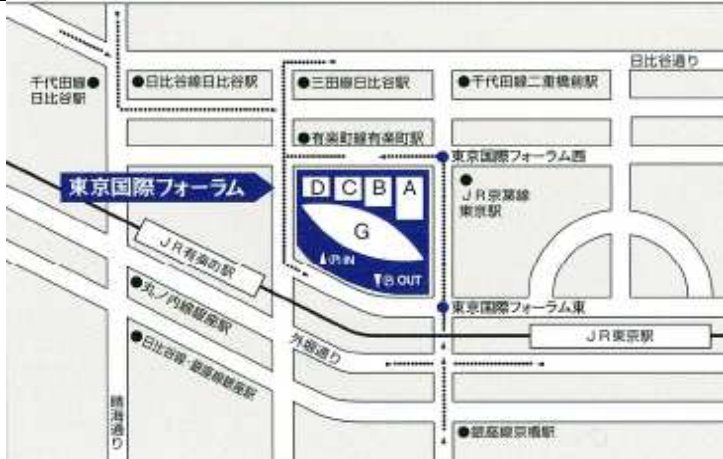 日比谷通り
千代田線●
日比谷駅
●日比谷線日比谷駅
●三田線日比谷駅
●千代田線二重橋前駅
●有楽町線有楽町駅
東京国際フォーラム西
東京国際フォーラム
D C B A
G
▲(P)IN
▼(P)OUT
●
JR京葉線
東京駅
JR有楽町駅
●丸ノ内線銀座駅
●日比谷線・銀座線銀座駅
外堀通り
東京国際フォーラム東
JR東京駅
晴海通り
●銀座線京橋駅